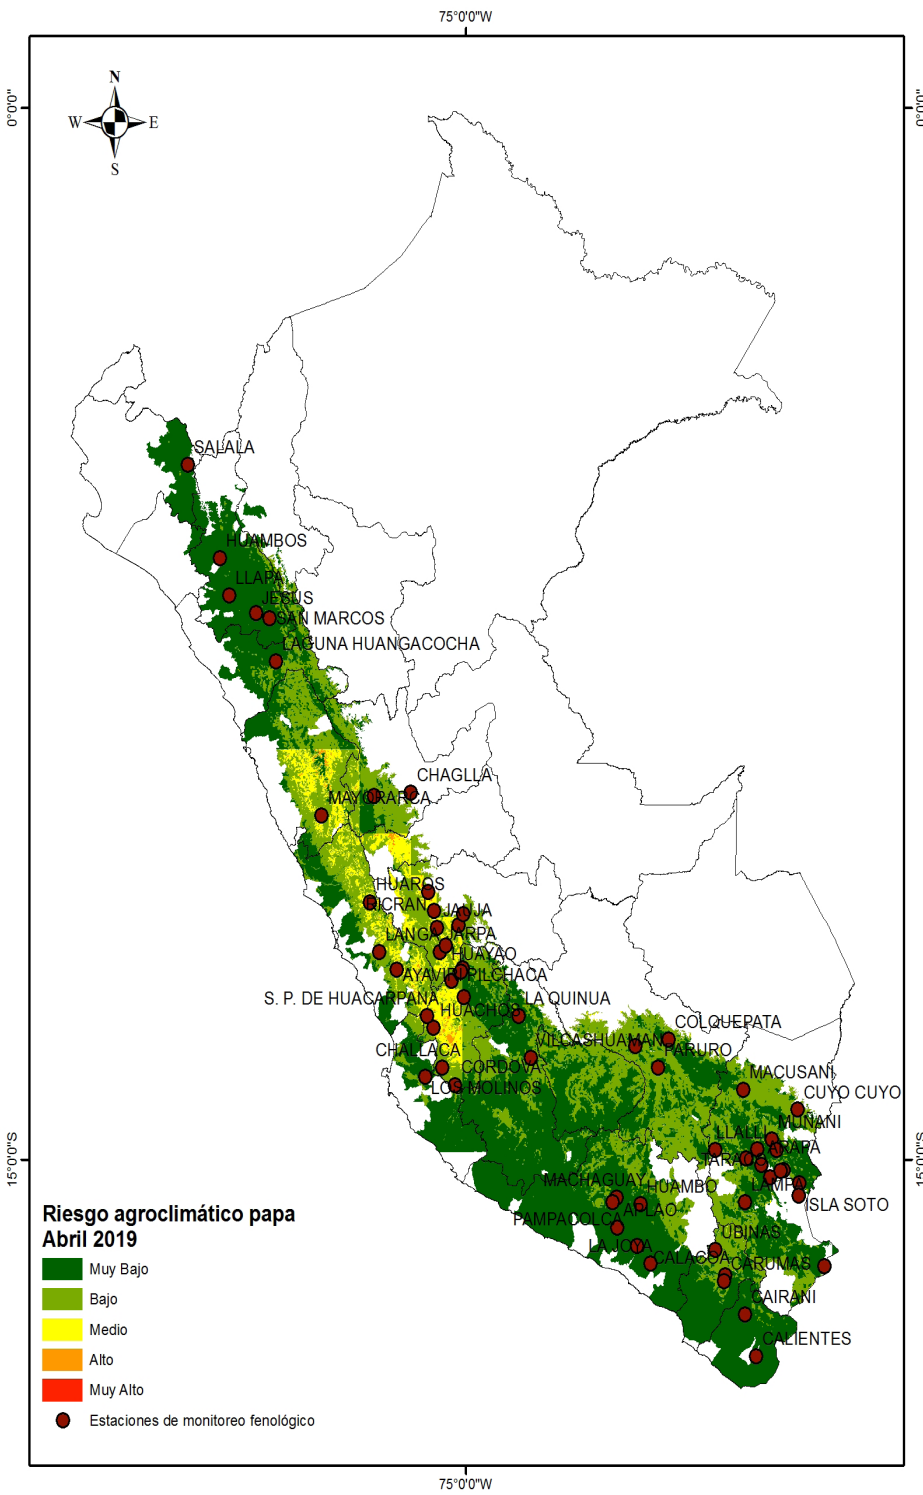 75°0'0"W
N
W
E
S
0°0'0"
0°0'0"
SALALA
HUAMBOS
LLAPA
JESUS
SAN MARCOS
LAGUNA HUANGACOCHA
CHAGLLA
MAYORARCA
HUAROS
RICRAN
JAUJA
LANGA
JARPA
HUAYAO
AYAVIRI
PILCHACA
S. P. DE HUACARPANA
HUACHOS
LA QUINUA
COLQUEPATA
VILCASHUAMAN
PARURO
CHALLACA
CORDOVA
LOS MOLINOS
MACUSANI
CUYO CUYO
MUÑANI
LLALLI
ARAPA
TARACO
15°0'0"S
15°0'0"S
MACHAGUAY
HUAMBO
LAMPA
ISLA SOTO
APLAO
PAMPACOLCA
UBINAS
LA JOYA
CALACOA
CARUMAS
CAIRANI
CALIENTES
Riesgo agroclimático papa
Abril 2019
Muy Bajo
Bajo
Medio
Alto
Muy Alto
Estaciones de monitoreo fenológico
75°0'0"W